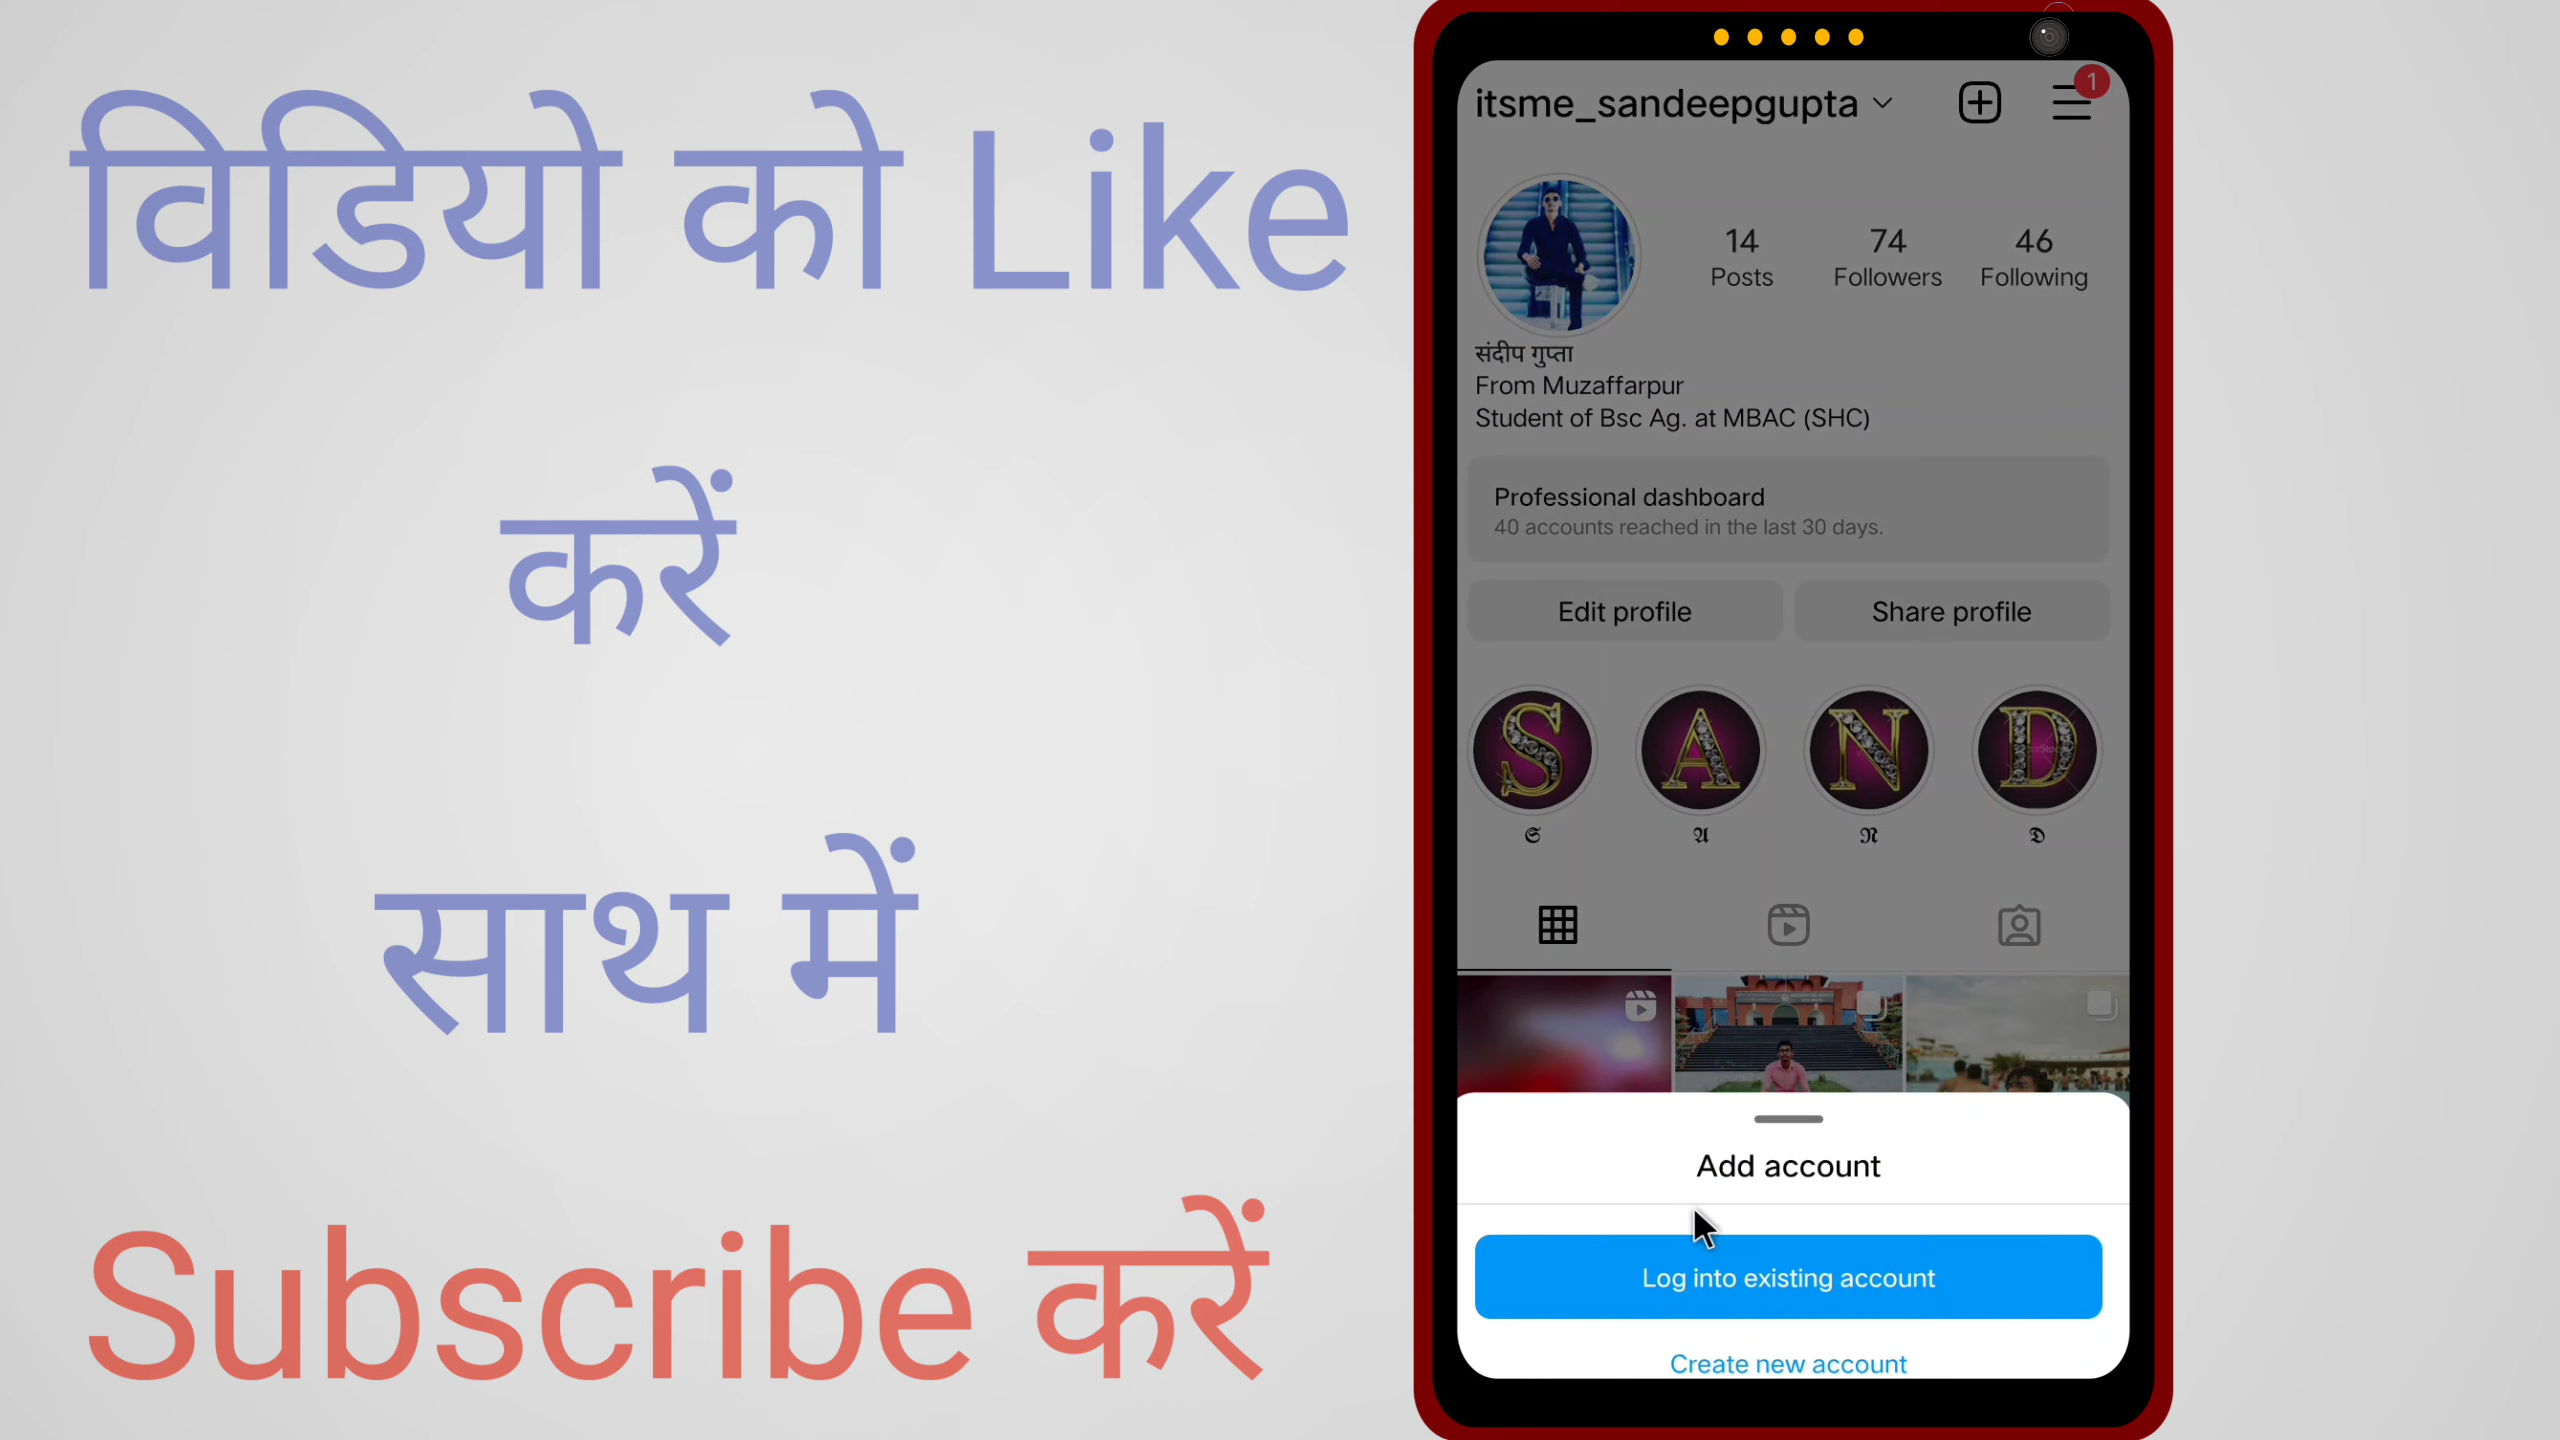 विडियो को Like
करें
साथ में
Subscribe करें
itsme_sandeepgupta
1
14 74 46
Posts Followers Following
संदीप गुप्ता
From Muzaffarpur
Student of Bsc Ag. at MBAC (SHC)
Professional dashboard
40 accounts reached in the last 30 days.
Edit profile Share profile
S A N D
𝕾 𝕬 𝕹 𝕯
Add account
Log into existing account
Create new account